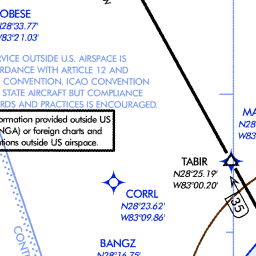 OBESE
N28°33.77'
W83°21.03'
VICE OUTSIDE U.S. AIRSPACE IS
RDANCE WITH ARTICLE 12 AND
CONVENTION. ICAO CONVENTION
STATE AIRCRAFT BUT COMPLIANCE
RDS AND PRACTICES IS ENCOURAGED.
ormation provided outside US
NGA) or foreign charts and
tions outside US airspace.
MA
N28°
W83°
TABIR
N28°25.19'
W83°00.20'
35
CORRL
N28°23.62'
W83°09.86'
CONT
BANGZ
N28°16.75'